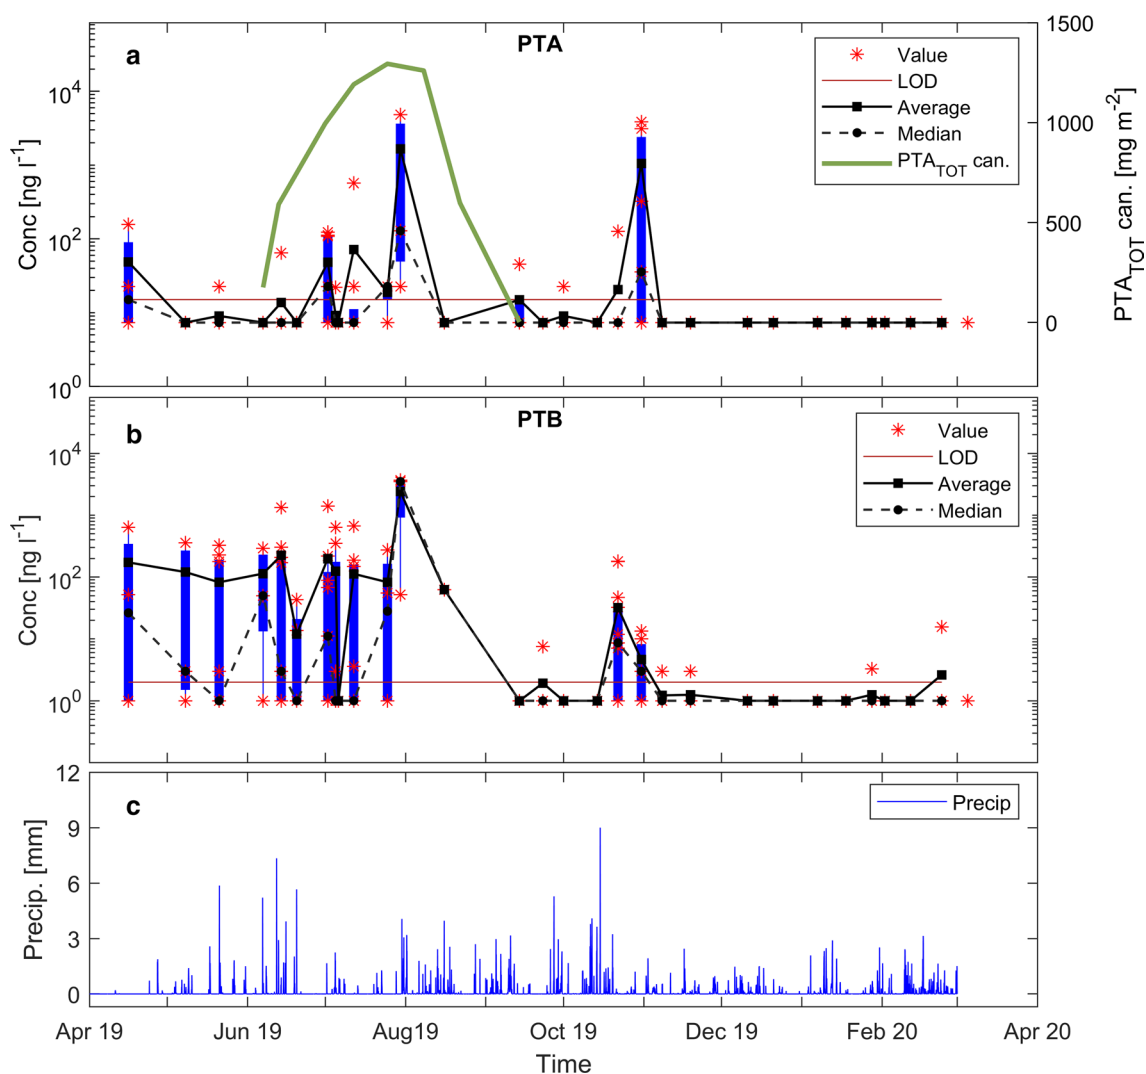 a
PTA
Value
LOD
Average
Median
PTA_TOT can.
10^4
10^2
10^0
Conc [ng l^-1]
1500
1000
500
0
PTA_TOT can. [mg m^-2]
b
PTB
Value
LOD
Average
Median
10^4
10^2
10^0
Conc [ng l^-1]
c
Precip
12
9
6
3
0
Precip. [mm]
Apr 19 Jun 19 Aug19 Oct 19 Dec 19 Feb 20 Apr 20
Time